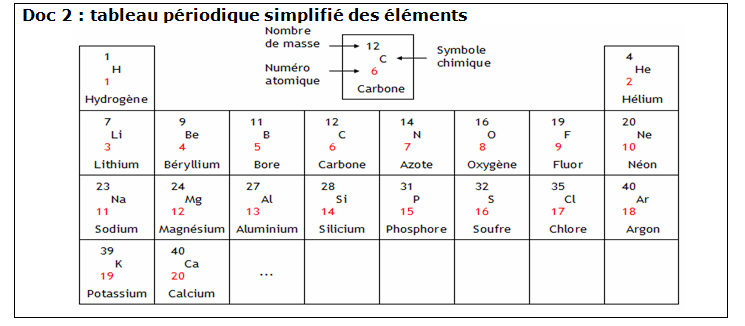 Doc 2 : tableau périodique simplifié des éléments
Nombre de masse
12
C
6
Carbone
Symbole chimique
Numéro atomique
1
H
1
Hydrogène
4
He
2
Hélium
7
Li
3
Lithium
9
Be
4
Béryllium
11
B
5
Bore
12
C
6
Carbone
14
N
7
Azote
16
O
8
Oxygène
19
F
9
Fluor
20
Ne
10
Néon
23
Na
11
Sodium
24
Mg
12
Magnésium
27
Al
13
Aluminium
28
Si
14
Silicium
31
P
15
Phosphore
32
S
16
Soufre
35
Cl
17
Chlore
40
Ar
18
Argon
39
K
19
Potassium
40
Ca
20
Calcium
...